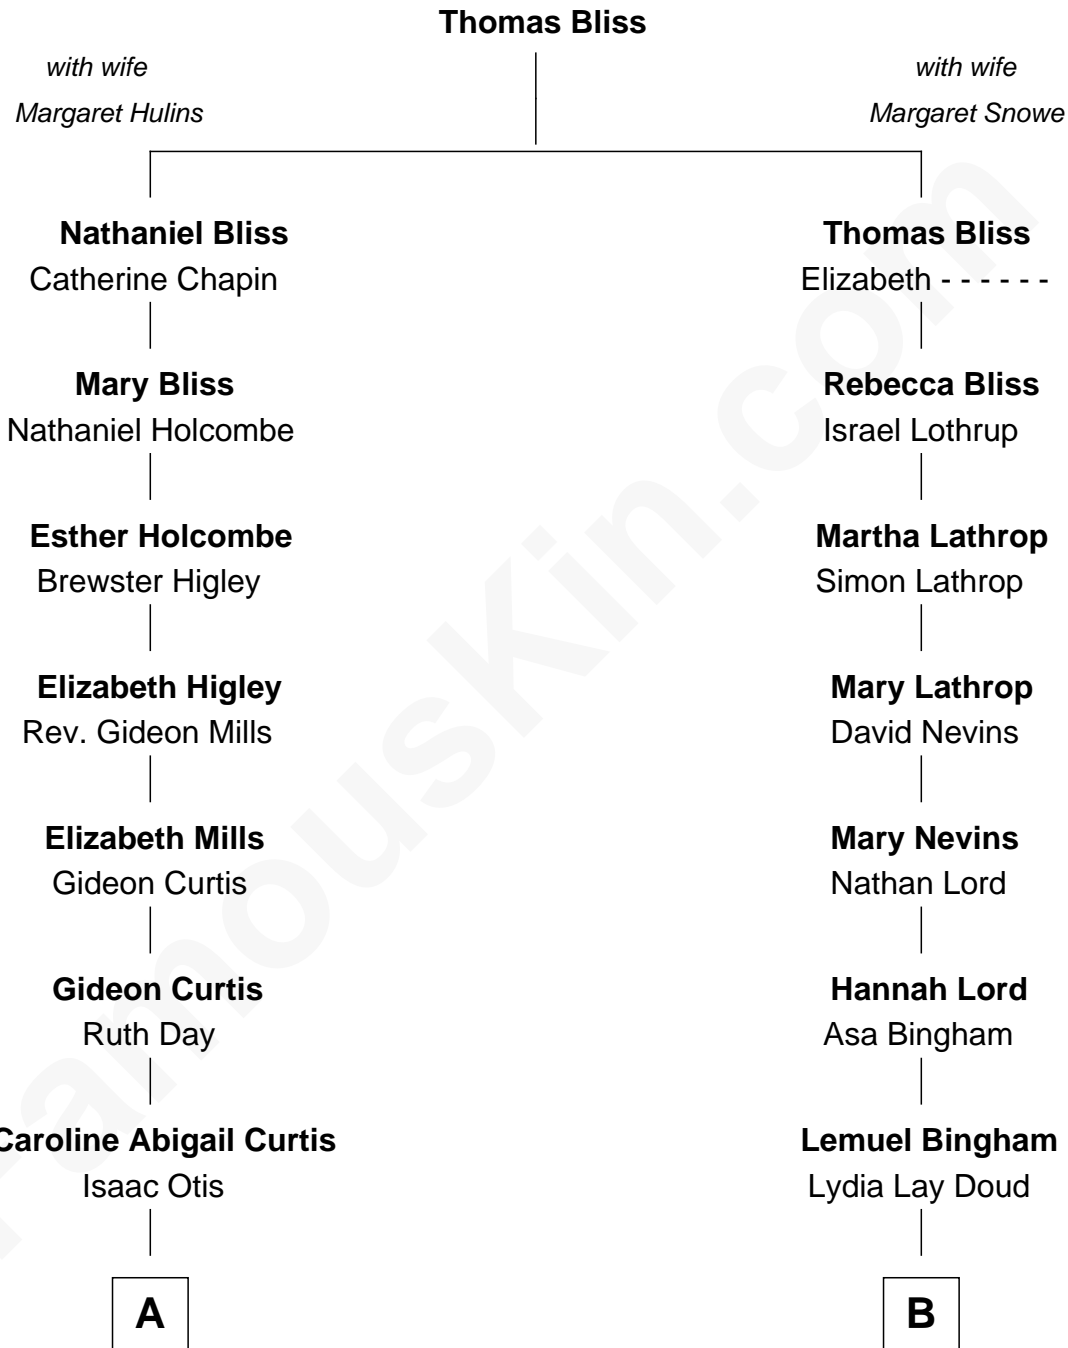 Thomas Bliss
with wife
Margaret Hulins
with wife
Margaret Snowe
Nathaniel Bliss
Catherine Chapin
Thomas Bliss
Elizabeth - - - - - -
Mary Bliss
Nathaniel Holcombe
Rebecca Bliss
Israel Lothrup
Esther Holcombe
Brewster Higley
Martha Lathrop
Simon Lathrop
Elizabeth Higley
Rev. Gideon Mills
Mary Lathrop
David Nevins
Elizabeth Mills
Gideon Curtis
Mary Nevins
Nathan Lord
Gideon Curtis
Ruth Day
Hannah Lord
Asa Bingham
Caroline Abigail Curtis
Isaac Otis
Lemuel Bingham
Lydia Lay Doud
A
B
FamousKin.com